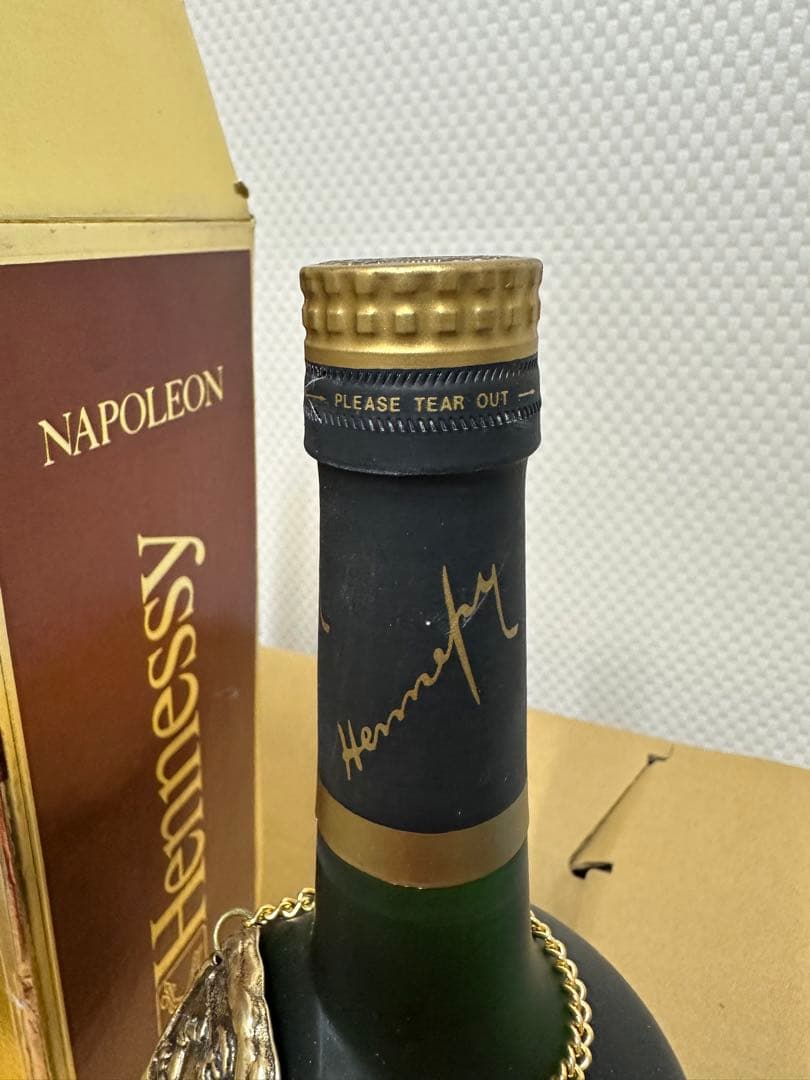 NAPOLEON
Hennessy
→ PLEASE TEAR OUT →
Hennessy